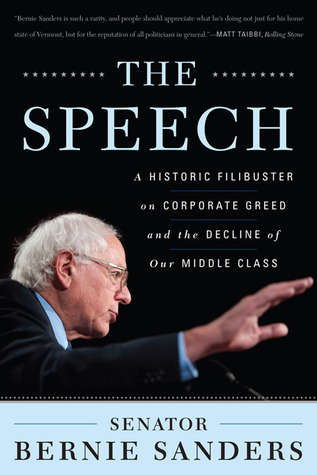 “Bernie Sanders is such a rarity, and people should appreciate what he's doing not just for his home
state of Vermont, but for the reputation of all politicians in general.”—MATT TAIBBI, Rolling Stone
THE
SPEECH
A HISTORIC FILIBUSTER
on CORPORATE GREED
and the DECLINE of
Our MIDDLE CLASS
SENATOR
BERNIE SANDERS